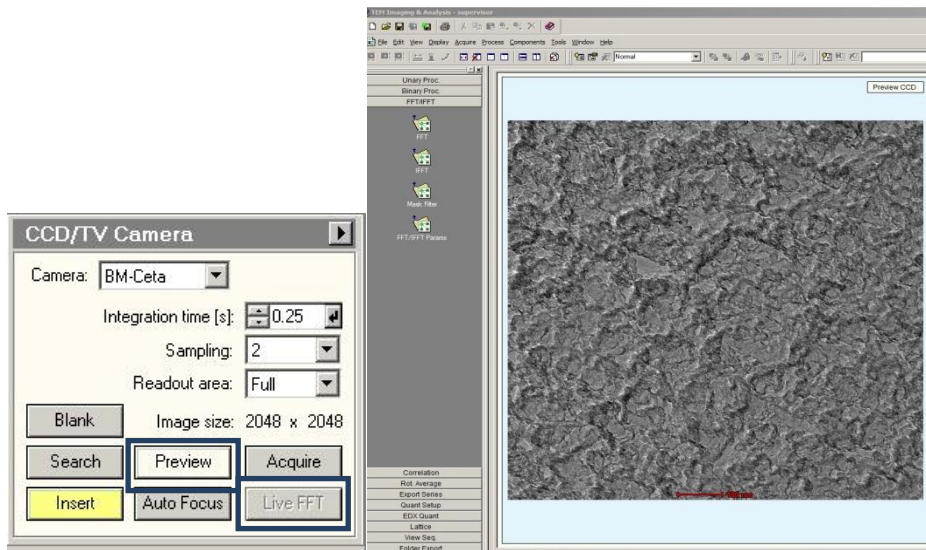 CCD/TV Camera
Camera: BM-Ceta
Integration time [s]: 0.25
Sampling: 2
Readout area: Full
Blank Image size: 2048 x 2048
Search Preview Acquire
Insert Auto Focus Live FFT
TEM Imaging & Analysis - supervisor
File Edit View Display Acquire Process Components Tools Window Help
Normal
Unary Proc.
Binary Proc.
FFT/IFFT
FFT
IFFT
Mask Filter
FFT/IFFT Params
Correlation
Rot. Average
Export Series
Quant Setup
EDX Quant
Lattice
View Seq.
Folder Export
Preview CCD